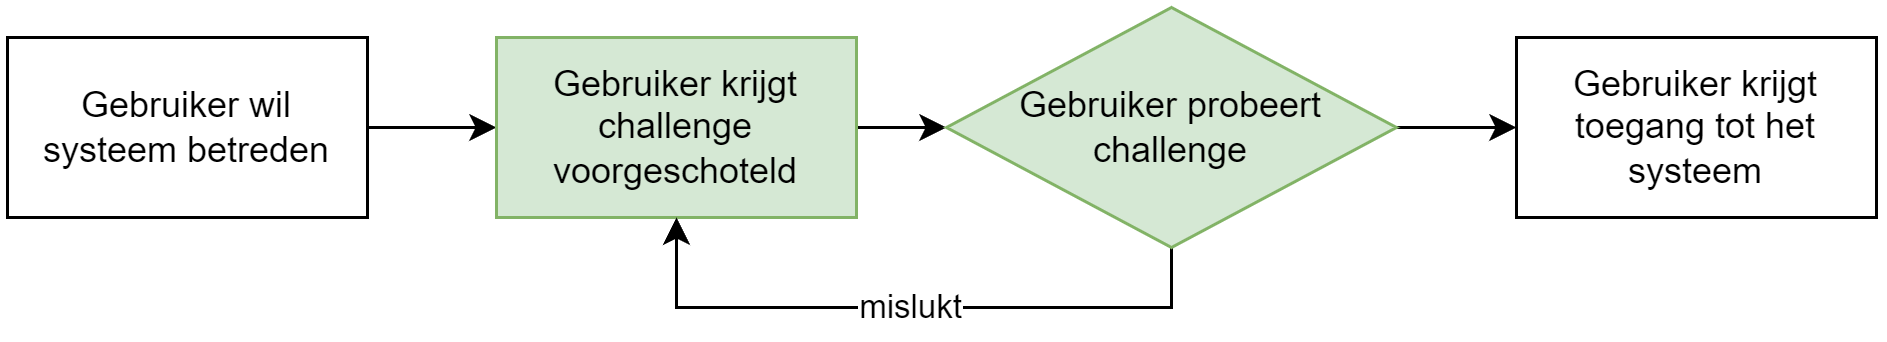 Gebruiker wil
systeem betreden
Gebruiker krijgt
challenge
voorgeschoteld
Gebruiker probeert
challenge
Gebruiker krijgt
toegang tot het
systeem
mislukt